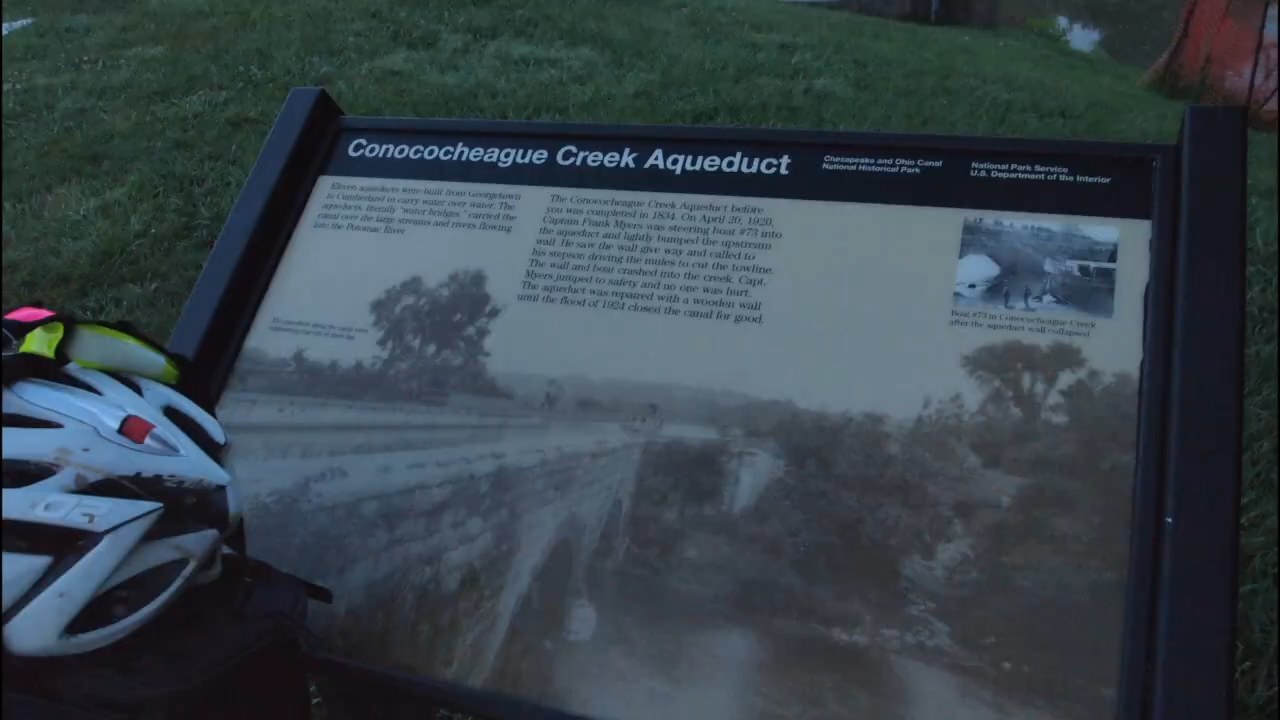 Conococheague Creek Aqueduct
Chesapeake and Ohio Canal
National Historical Park
National Park Service
U.S. Department of the Interior
Eleven aqueducts were built from Georgetown
to Cumberland to carry water over water. The
aqueducts, literally "water bridges," carried the
canal over the large streams and rivers flowing
into the Potomac River.
The Conococheague Creek Aqueduct before
you was completed in 1834. On April 20, 1920,
Captain Frank Myers was steering boat #73 into
the aqueduct and lightly bumped the upstream
wall. He saw the wall give way and called to
his stepson driving the mules to cut the towline.
The wall and boat crashed into the creek. Capt.
Myers jumped to safety and no one was hurt.
The aqueduct was repaired with a wooden wall
until the flood of 1924 closed the canal for good.
Boat #73 in Conococheague Creek
after the aqueduct wall collapsed.